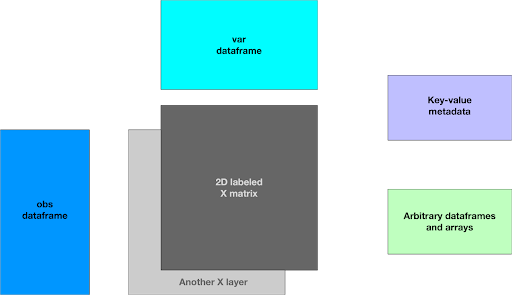 var
dataframe
Key-value
metadata
2D labeled
X matrix
obs
dataframe
Arbitrary dataframes
and arrays
Another X layer